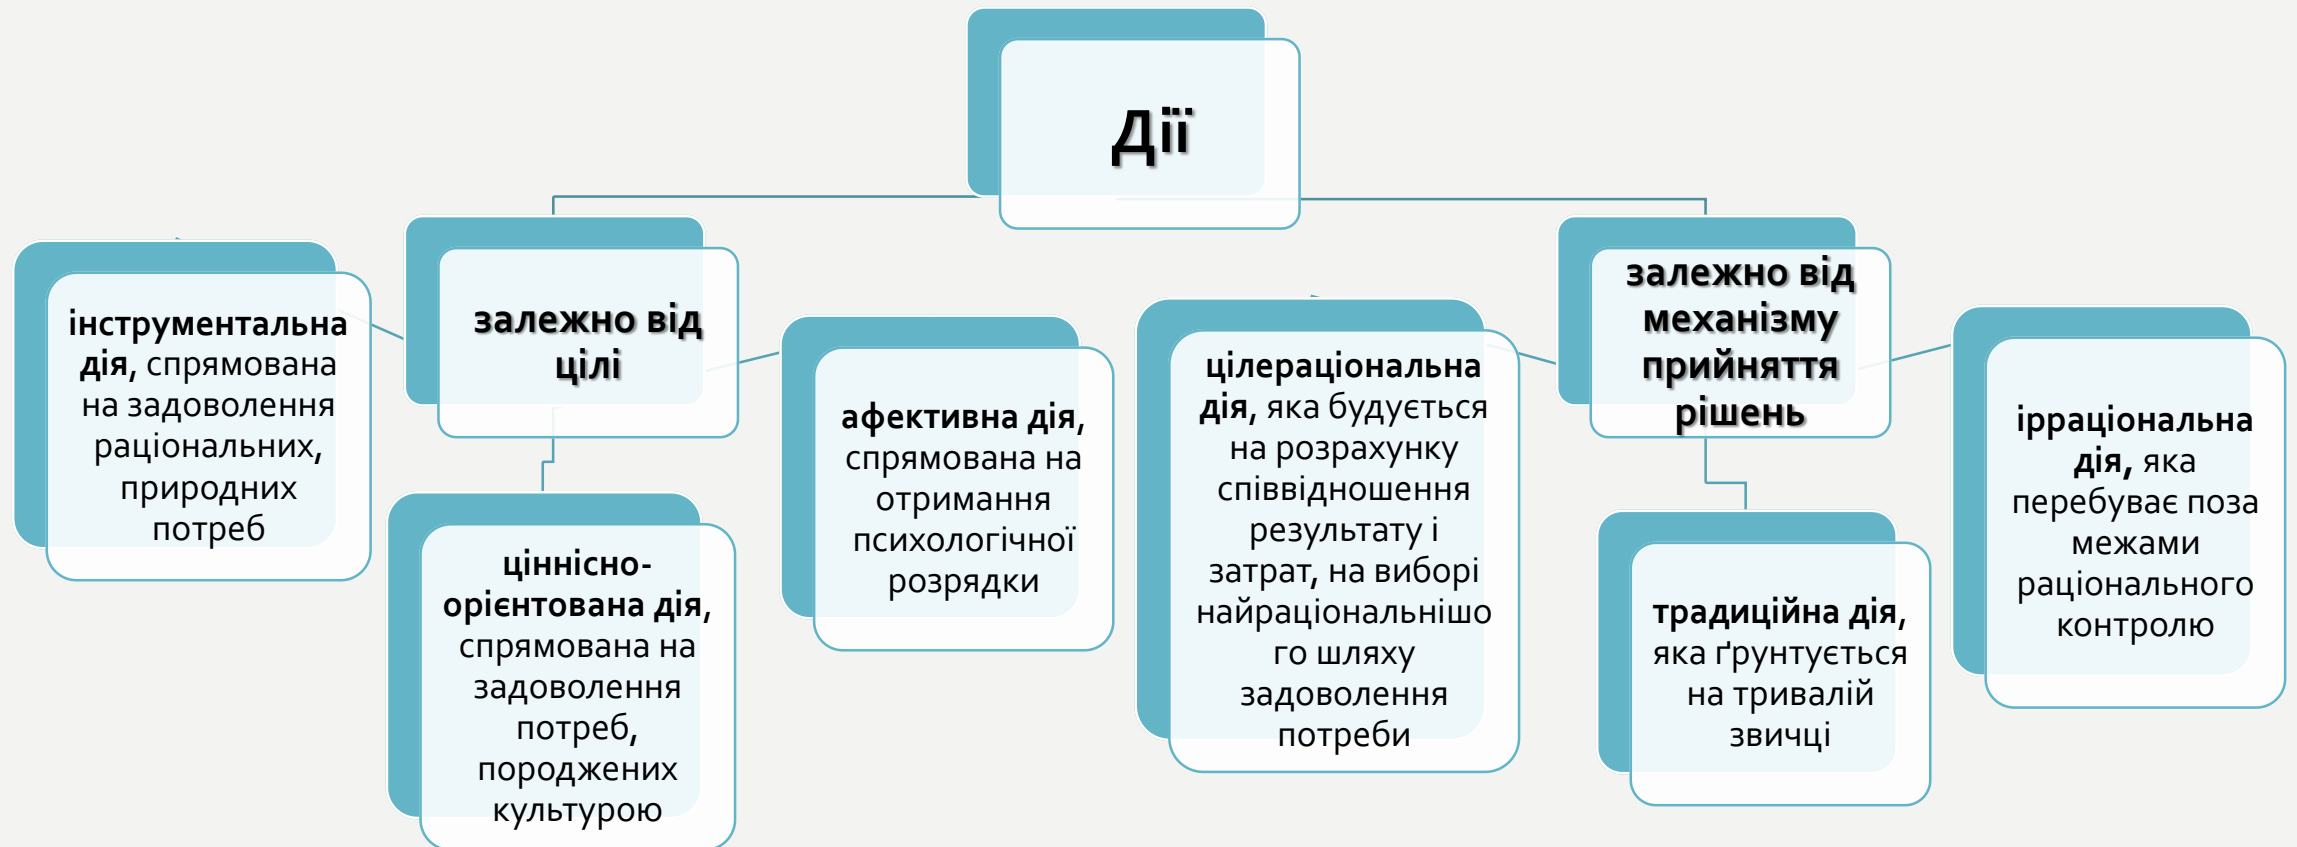 Дії
залежно від
цілі
інструментальна
дія, спрямована
на задоволення
раціональних,
природних
потреб
ціннісно-
орієнтована дія,
спрямована на
задоволення
потреб,
породжених
культурою
афективна дія,
спрямована на
отримання
психологічної
розрядки
залежно від
механізму
прийняття
рішень
цілераціональна
дія, яка будується
на розрахунку
співвідношення
результату і
затрат, на виборі
найраціональнішо
го шляху
задоволення
потреби
традиційна дія,
яка ґрунтується
на тривалій
звичці
ірраціональна
дія, яка
перебуває поза
межами
раціонального
контролю